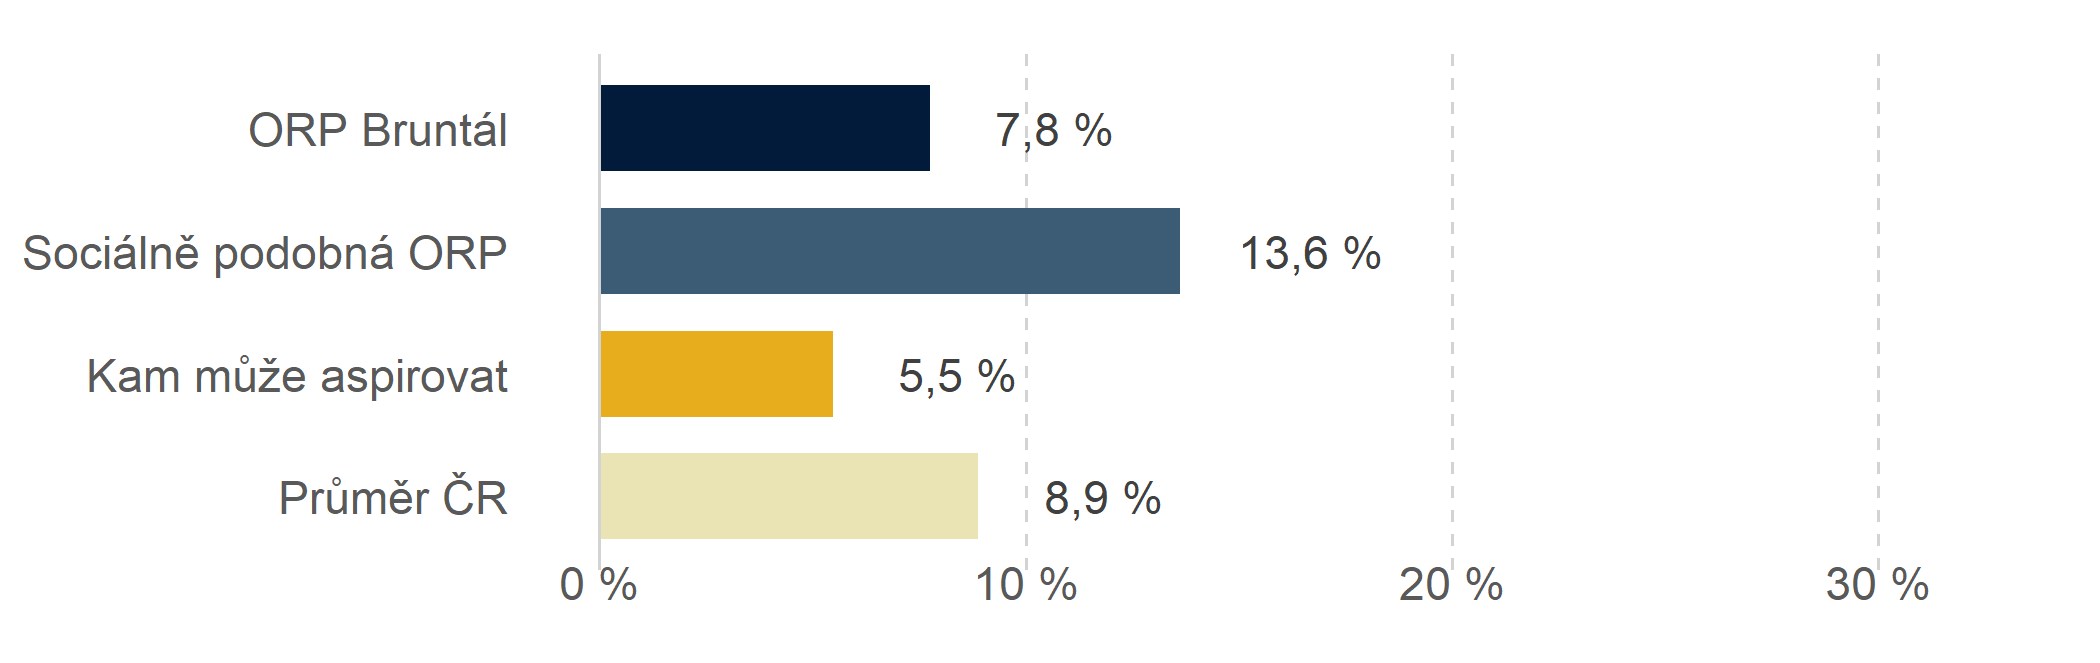 ORP Bruntál 7,8 %
Sociálně podobná ORP 13,6 %
Kam může aspirovat 5,5 %
Průměr ČR 8,9 %
0 % 10 % 20 % 30 %